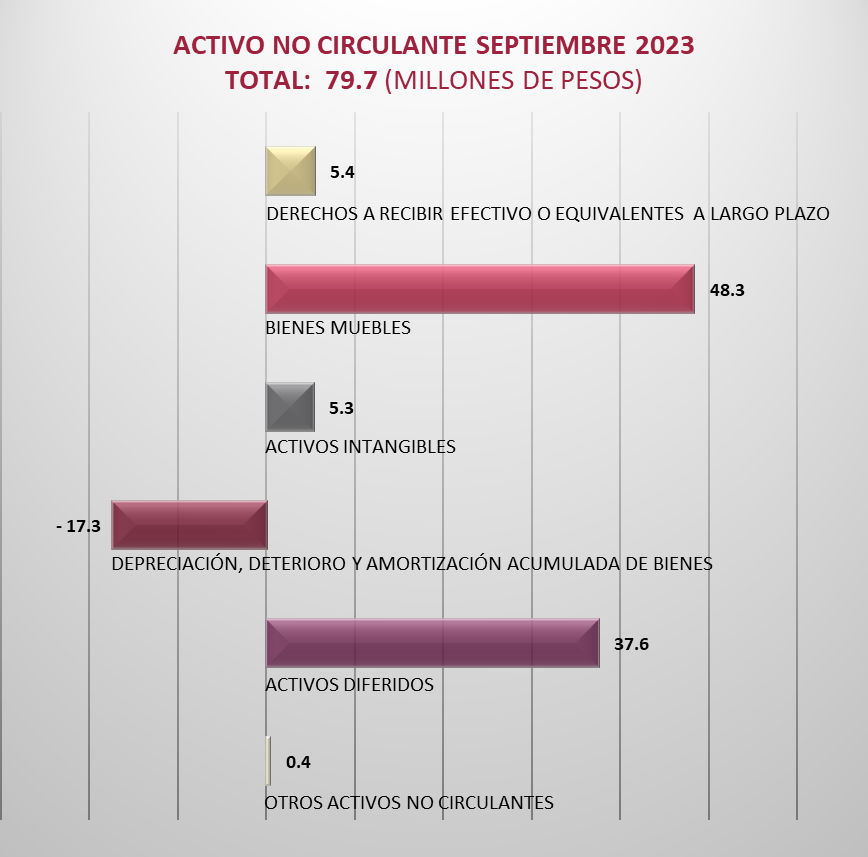 ACTIVO NO CIRCULANTE SEPTIEMBRE 2023
TOTAL: 79.7 (MILLONES DE PESOS)
5.4
DERECHOS A RECIBIR EFECTIVO O EQUIVALENTES A LARGO PLAZO
48.3
BIENES MUEBLES
5.3
ACTIVOS INTANGIBLES
- 17.3
DEPRECIACIÓN, DETERIORO Y AMORTIZACIÓN ACUMULADA DE BIENES
37.6
ACTIVOS DIFERIDOS
0.4
OTROS ACTIVOS NO CIRCULANTES